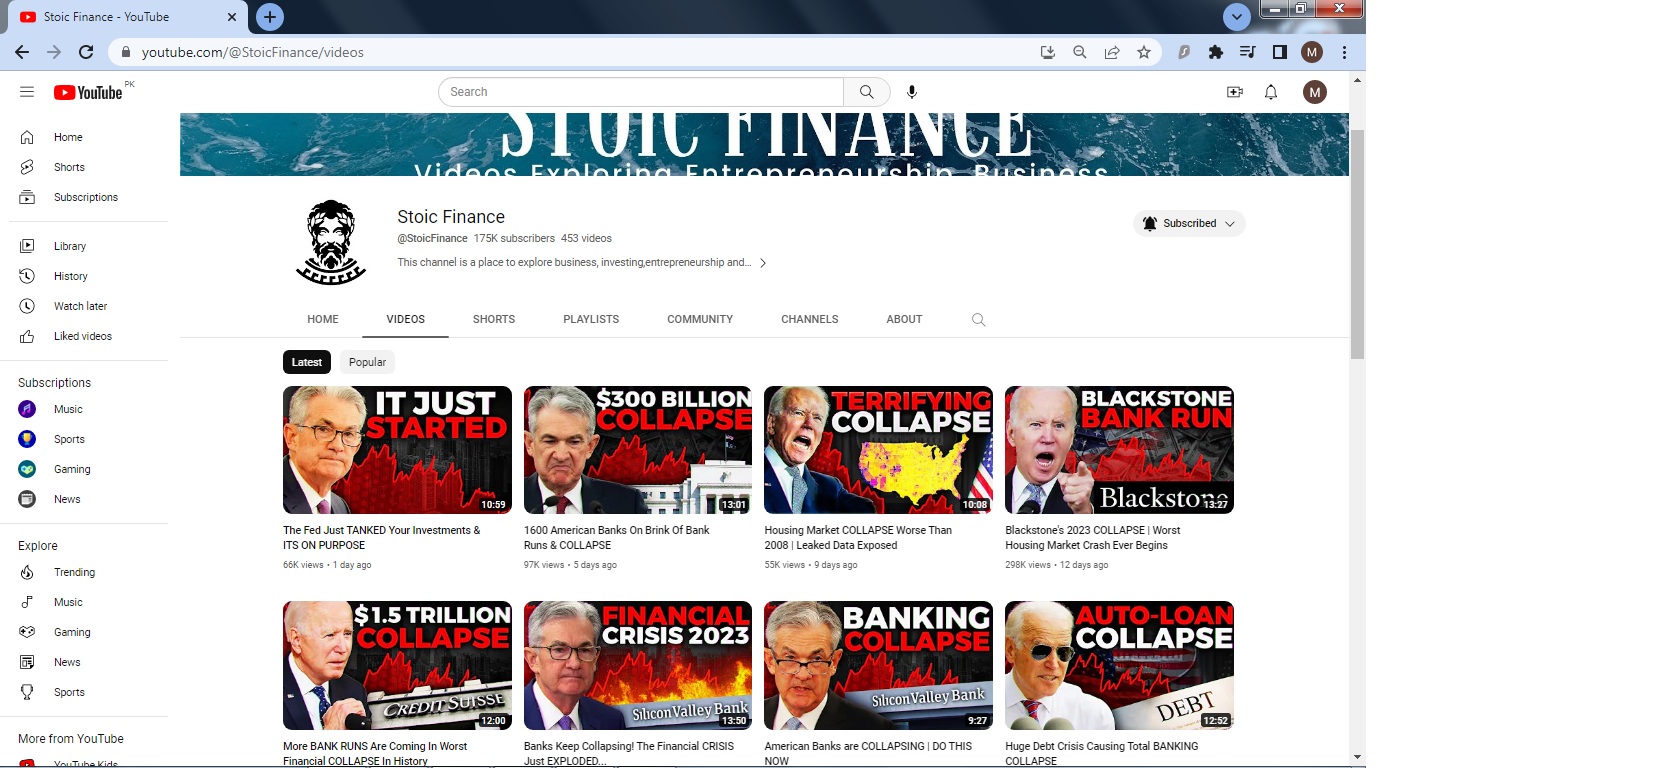 Stoic Finance - YouTube
youtube.com/@StoicFinance/videos
M
YouTube PK
Search
M
Home
Shorts
Subscriptions
Library
History
Watch later
Liked videos
Subscriptions
Music
Sports
Gaming
News
Explore
Trending
Music
Gaming
News
Sports
More from YouTube
YouTube Kids
STOIC FINANCE
Videos Exploring Entrepreneurship, Business
Stoic Finance
@StoicFinance 175K subscribers 453 videos
This channel is a place to explore business, investing,entrepreneurship and...
Subscribed
HOME VIDEOS SHORTS PLAYLISTS COMMUNITY CHANNELS ABOUT
Latest Popular
IT JUST
STARTED
10:59
The Fed Just TANKED Your Investments &
ITS ON PURPOSE
66K views • 1 day ago
$300 BILLION
COLLAPSE
13:01
1600 American Banks On Brink Of Bank
Runs & COLLAPSE
97K views • 5 days ago
TERRIFYING
COLLAPSE
10:08
Housing Market COLLAPSE Worse Than
2008 | Leaked Data Exposed
55K views • 9 days ago
BLACKSTONE
BANK RUN
Blackstone
13:27
Blackstone's 2023 COLLAPSE | Worst
Housing Market Crash Ever Begins
298K views • 12 days ago
$1.5 TRILLION
COLLAPSE
CREDIT SUISSE
12:00
More BANK RUNS Are Coming In Worst
Financial COLLAPSE In History
FINANCIAL
CRISIS 2023
Silicon Valley Bank
13:50
Banks Keep Collapsing! The Financial CRISIS
Just EXPLODED...
BANKING
COLLAPSE
Silicon Valley Bank
9:27
American Banks are COLLAPSING | DO THIS
NOW
AUTO-LOAN
COLLAPSE
DEBT
12:52
Huge Debt Crisis Causing Total BANKING
COLLAPSE